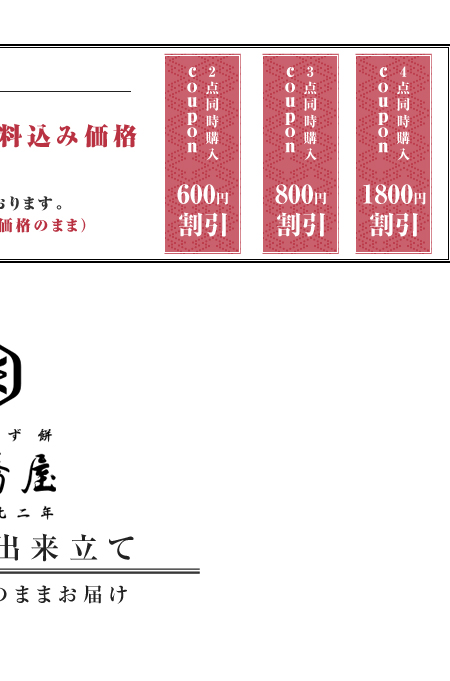 料込み価格
おります。
価格のまま）
2点同時購入
coupon
600円
割引
3点同時購入
coupon
800円
割引
4点同時購入
coupon
1800円
割引
ず餅
屋
二年
出来立て
のままお届け